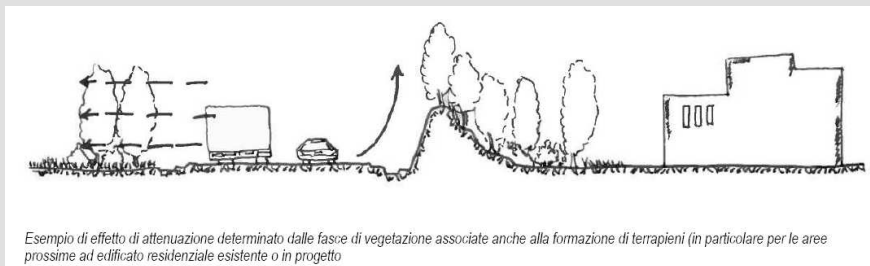 Esempio di effetto di attenuazione determinato dalle fasce di vegetazione associate anche alla formazione di terrapieni (in particolare per le aree
prossime ad edificato residenziale esistente o in progetto